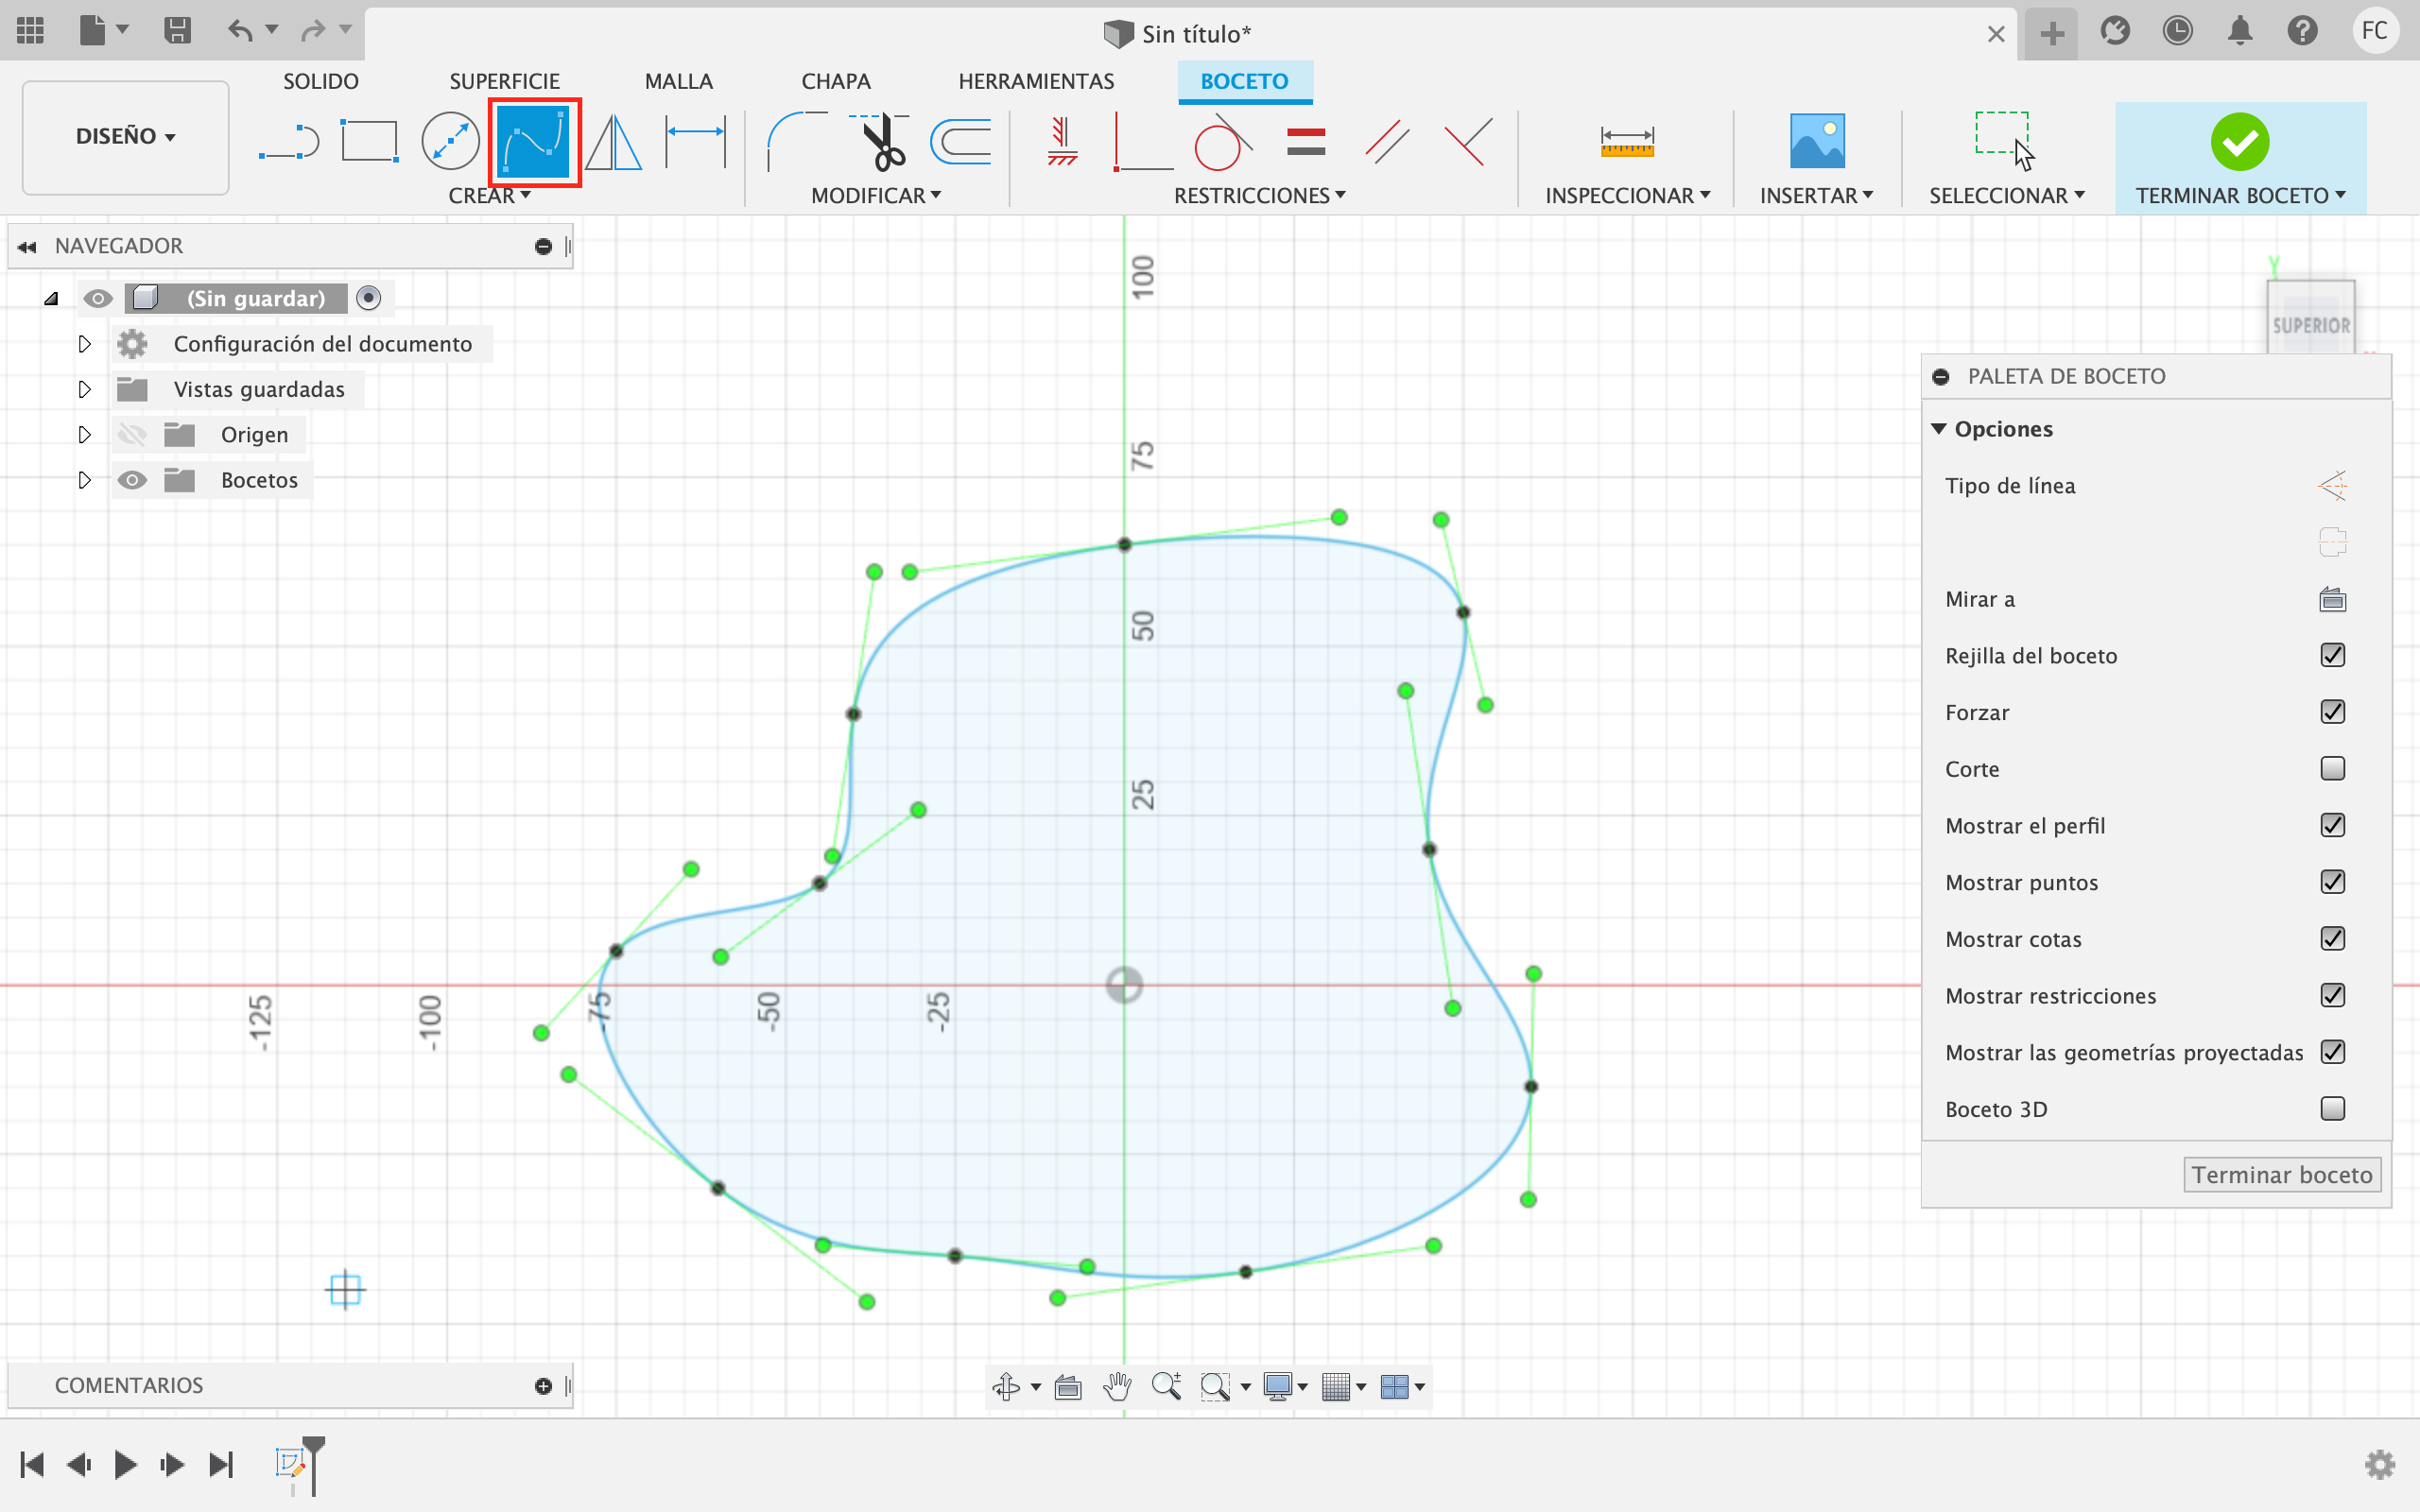 Sin título*
FC
DISEÑO
SOLIDO
SUPERFICIE
MALLA
CHAPA
HERRAMIENTAS
BOCETO
CREAR
MODIFICAR
RESTRICCIONES
INSPECCIONAR
INSERTAR
SELECCIONAR
TERMINAR BOCETO
NAVEGADOR
(Sin guardar)
Configuración del documento
Vistas guardadas
Origen
Bocetos
100
75
50
25
-125
-100
-75
-50
-25
Y
SUPERIOR
PALETA DE BOCETO
Opciones
Tipo de línea
Mirar a
Rejilla del boceto
Forzar
Corte
Mostrar el perfil
Mostrar puntos
Mostrar cotas
Mostrar restricciones
Mostrar las geometrías proyectadas
Boceto 3D
Terminar boceto
COMENTARIOS